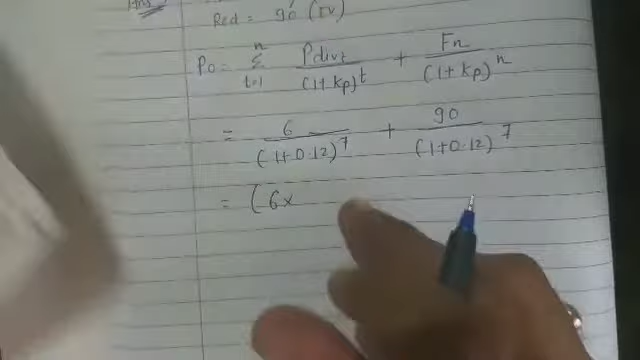 Ans
Red = 90 (FV)
P0 = Σ n t=1 Pdivt / (1+kp)^t + Fn / (1+kp)^n
= 6 / (1+0.12)^7 + 90 / (1+0.12)^7
= (6x